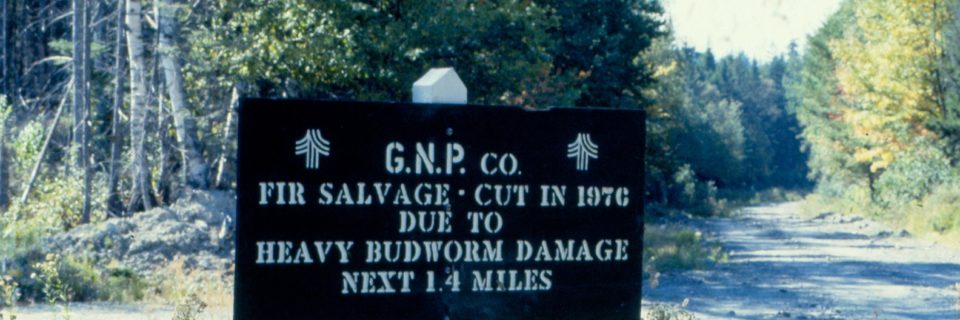 G.N.P. CO.
FIR SALVAGE · CUT IN 1976
DUE TO
HEAVY BUDWORM DAMAGE
NEXT 1.4 MILES